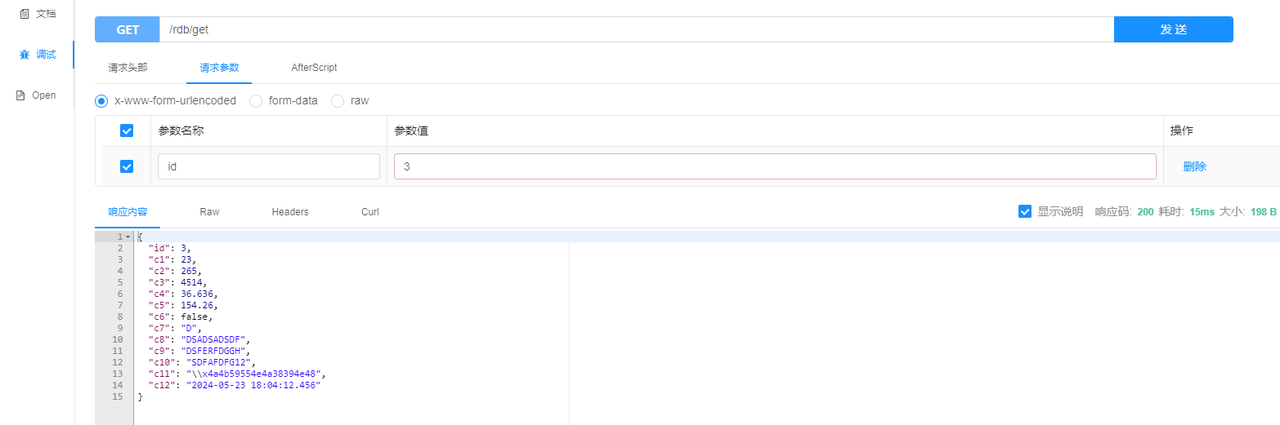 文档
调试
Open
GET /rdb/get 发 送
请求头部 请求参数 AfterScript
x-www-form-urlencoded form-data raw
参数名称 参数值 操作
id 3 删除
响应内容 Raw Headers Curl 显示说明 响应码: 200 耗时: 15ms 大小: 198 B
1 {
2 "id": 3,
3 "c1": 23,
4 "c2": 265,
5 "c3": 4514,
6 "c4": 36.636,
7 "c5": 154.26,
8 "c6": false,
9 "c7": "D",
10 "c8": "DSADSADSDF",
11 "c9": "DSFERFDGGH",
12 "c10": "SDFAFDFG12",
13 "c11": "\\x4a4b59554e4a38394e48",
14 "c12": "2024-05-23 18:04:12.456"
15 }